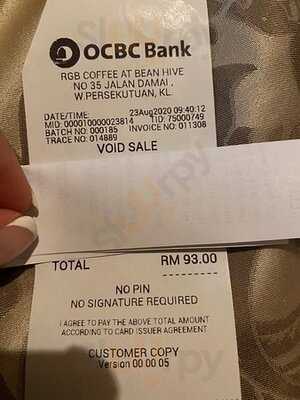 OCBC Bank
RGB COFFEE AT BEAN HIVE
NO 35 JALAN DAMAI ,
W.PERSEKUTUAN, KL
DATE/TIME: 23Aug2020 09:40:12
MID: 000010000023814 TID: 75000749
BATCH NO: 000185 INVOICE NO: 011308
TRACE NO: 014889
VOID SALE
TOTAL RM 93.00
NO PIN
NO SIGNATURE REQUIRED
I AGREE TO PAY THE ABOVE TOTAL AMOUNT
ACCORDING TO CARD ISSUER AGREEMENT
CUSTOMER COPY
Version 00 00 05